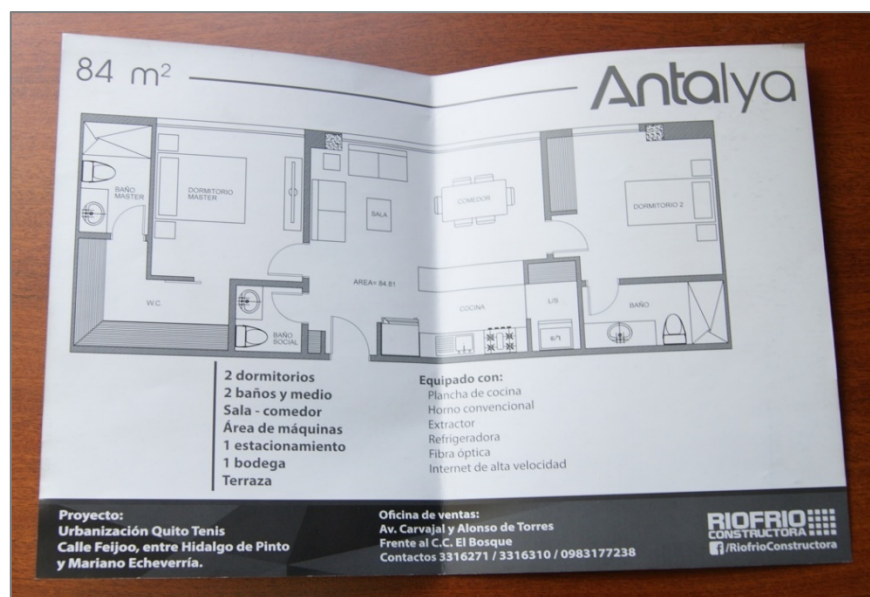 84 m²
Antalya
BAÑO
MASTER
DORMITORIO
MASTER
SALA
COMEDOR
DORMITORIO 2
AREA= 84.81
W.C.
BAÑO
SOCIAL
COCINA
L/S
BAÑO
2 dormitorios
2 baños y medio
Sala - comedor
Área de máquinas
1 estacionamiento
1 bodega
Terraza
Equipado con:
Plancha de cocina
Horno convencional
Extractor
Refrigeradora
Fibra óptica
Internet de alta velocidad
Proyecto:
Urbanización Quito Tenis
Calle Feijoo, entre Hidalgo de Pinto
y Mariano Echeverría.
Oficina de ventas:
Av. Carvajal y Alonso de Torres
Frente al C.C. El Bosque
Contactos 3316271 / 3316310 / 0983177238
RIOFRIO
CONSTRUCTORA
f /RiofrioConstructora